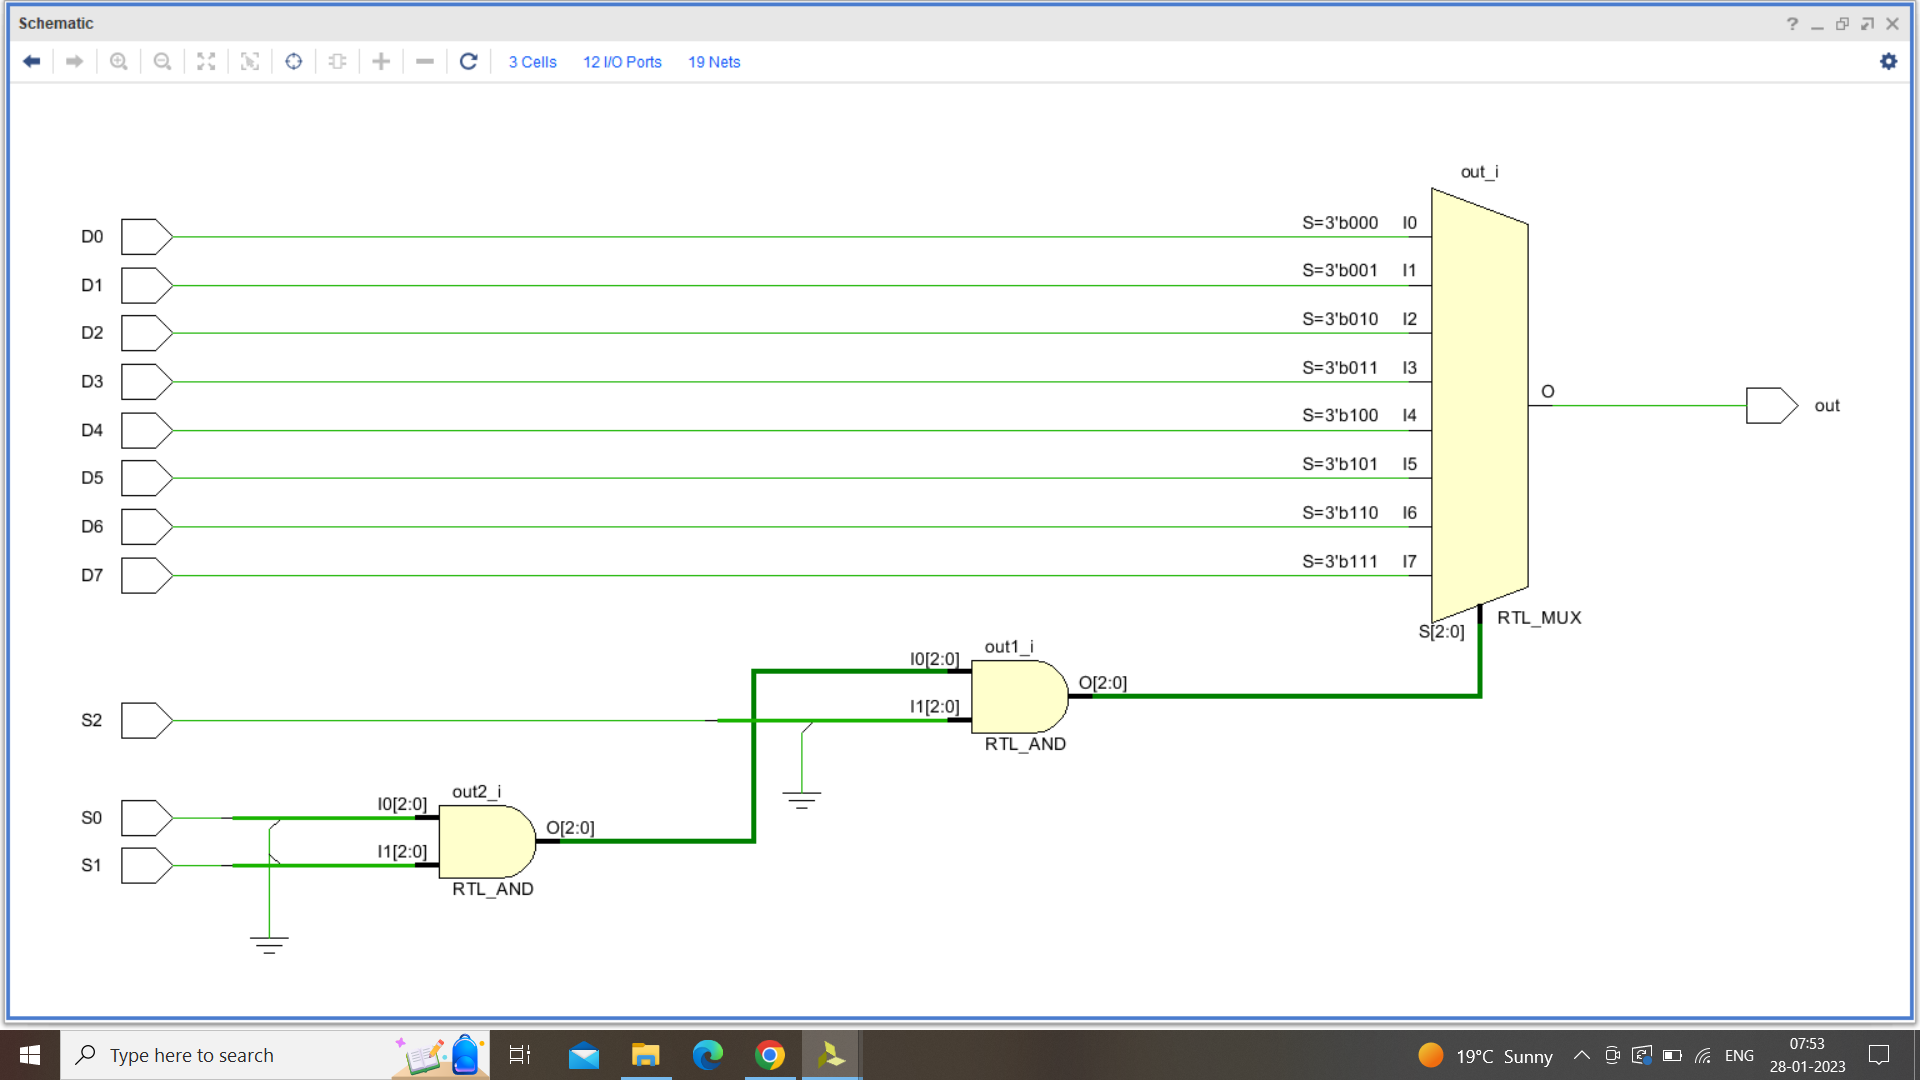 Schematic
3 Cells 12 I/O Ports 19 Nets
out_i
D0 S=3'b000 I0
D1 S=3'b001 I1
D2 S=3'b010 I2
D3 S=3'b011 I3
O
D4 S=3'b100 I4
out
D5 S=3'b101 I5
D6 S=3'b110 I6
D7 S=3'b111 I7
RTL_MUX
S[2:0]
out1_i
I0[2:0]
O[2:0]
I1[2:0]
S2
RTL_AND
out2_i
I0[2:0]
S0
O[2:0]
I1[2:0]
S1
RTL_AND
Type here to search
19°C Sunny
ENG
07:53
28-01-2023